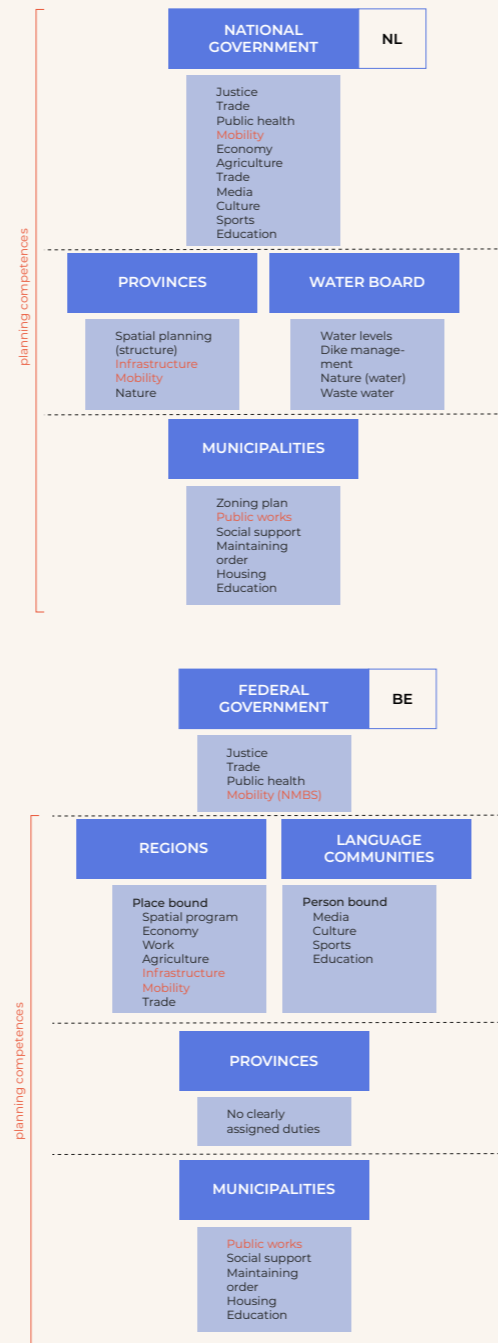 NATIONAL
GOVERNMENT
NL
Justice
Trade
Public health
Mobility
Economy
Agriculture
Trade
Media
Culture
Sports
Education
planning competences
PROVINCES
Spatial planning
(structure)
Infrastructure
Mobility
Nature
WATER BOARD
Water levels
Dike manage-
ment
Nature (water)
Waste water
MUNICIPALITIES
Zoning plan
Public works
Social support
Maintaining
order
Housing
Education
FEDERAL
GOVERNMENT
BE
Justice
Trade
Public health
Mobility (NMBS)
planning competences
REGIONS
Place bound
Spatial program
Economy
Work
Agriculture
Infrastructure
Mobility
Trade
LANGUAGE
COMMUNITIES
Person bound
Media
Culture
Sports
Education
PROVINCES
No clearly
assigned duties
MUNICIPALITIES
Public works
Social support
Maintaining
order
Housing
Education